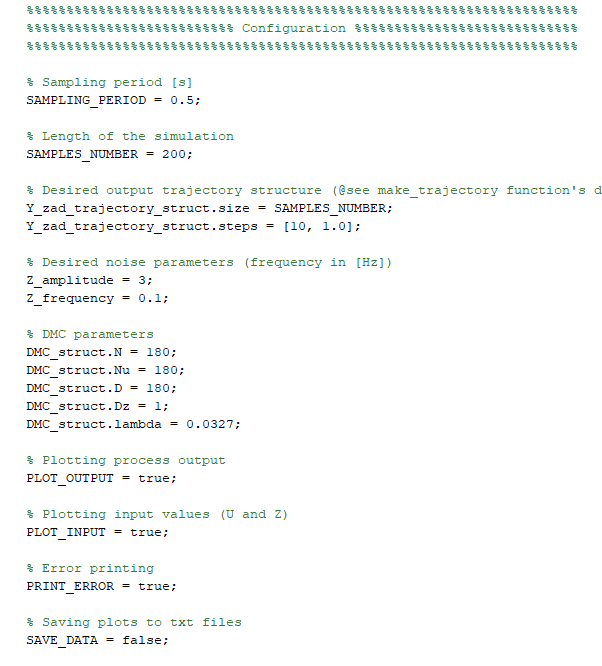 %%%%%%%%%%%%%%%%%%%%%%%%%%%%%%%%%%%%%%%%%%%%%%%%%%%%%%%%%%%%%%%%%%%%%%%
%%%%%%%%%%%%%%%%%%%%%%%%%% Configuration %%%%%%%%%%%%%%%%%%%%%%%%%%%%
%%%%%%%%%%%%%%%%%%%%%%%%%%%%%%%%%%%%%%%%%%%%%%%%%%%%%%%%%%%%%%%%%%%%%%%
% Sampling period [s]
SAMPLING_PERIOD = 0.5;
% Length of the simulation
SAMPLES_NUMBER = 200;
% Desired output trajectory structure (@see make_trajectory function's d
Y_zad_trajectory_struct.size = SAMPLES_NUMBER;
Y_zad_trajectory_struct.steps = [10, 1.0];
% Desired noise parameters (frequency in [Hz])
Z_amplitude = 3;
Z_frequency = 0.1;
% DMC parameters
DMC_struct.N = 180;
DMC_struct.Nu = 180;
DMC_struct.D = 180;
DMC_struct.Dz = 1;
DMC_struct.lambda = 0.0327;
% Plotting process output
PLOT_OUTPUT = true;
% Plotting input values (U and Z)
PLOT_INPUT = true;
% Error printing
PRINT_ERROR = true;
% Saving plots to txt files
SAVE_DATA = false;